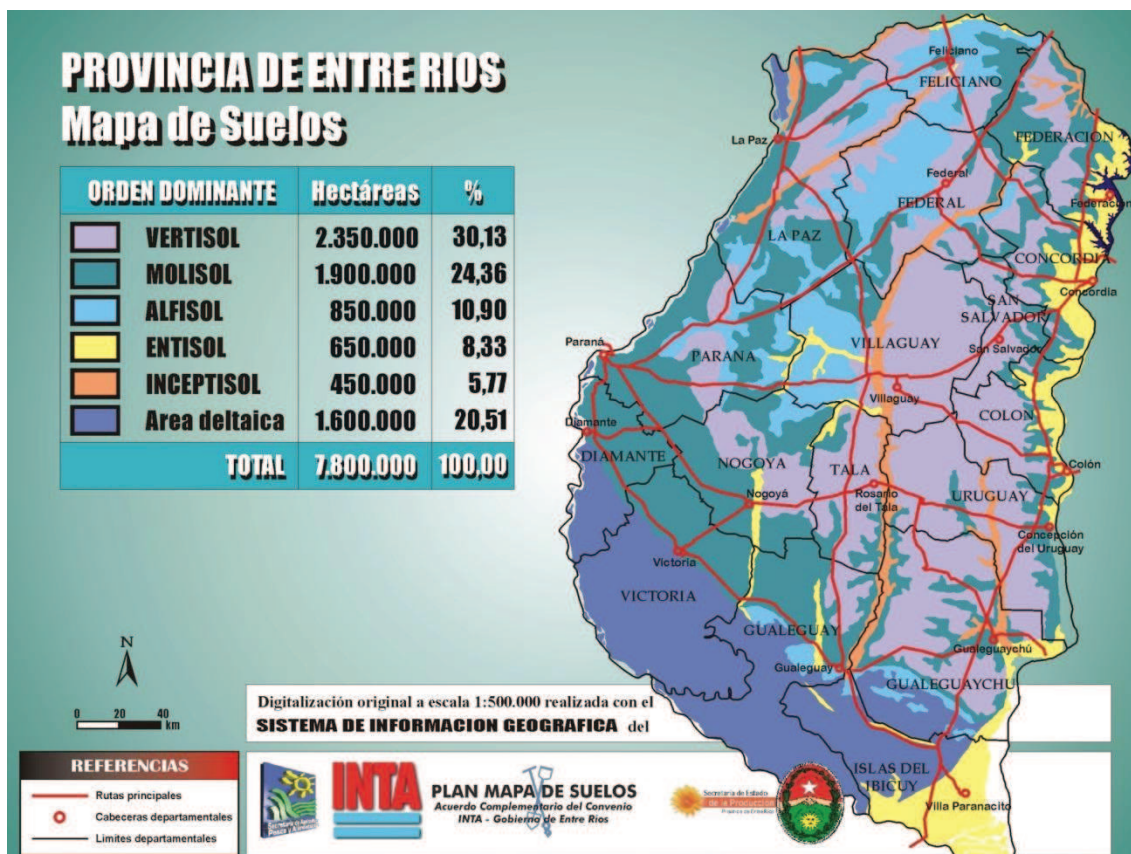 PROVINCIA DE ENTRE RIOS
Mapa de Suelos
ORDEN DOMINANTE Hectáreas %
VERTISOL 2.350.000 30,13
MOLISOL 1.900.000 24,36
ALFISOL 850.000 10,90
ENTISOL 650.000 8,33
INCEPTISOL 450.000 5,77
Area deltaica 1.600.000 20,51
TOTAL 7.800.000 100,00
Feliciano
FELICIANO
FEDERACION
La Paz
Federal
FEDERAL
Federación
LA PAZ
CONCORDIA
Concordia
SAN
SALVADOR
San Salvador
Paraná
PARANA
VILLAGUAY
Villaguay
COLON
Colón
Diamante
DIAMANTE
NOGOYA
Nogoyá
TALA
Rosario
del Tala
URUGUAY
Concepción
del Uruguay
Victoria
VICTORIA
GUALEGUAY
Gualeguay
Gualeguaychú
GUALEGUAYCHU
ISLAS DEL
IBICUY
Villa Paranacito
N
0 20 40
km
Digitalización original a escala 1:500.000 realizada con el
SISTEMA DE INFORMACION GEOGRAFICA del
REFERENCIAS
Rutas principales
Cabeceras departamentales
Limites departamentales
INTA
PLAN MAPA DE SUELOS
Acuerdo Complementario del Convenio
INTA - Gobierno de Entre Rios
Secretaría de Estado
de la Producción